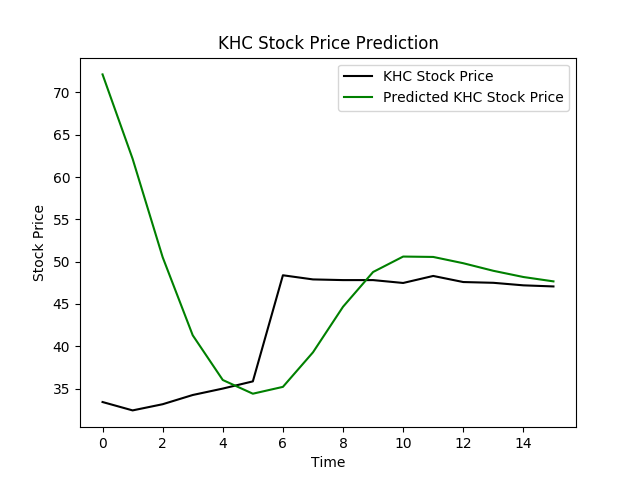 KHC Stock Price Prediction
KHC Stock Price
Predicted KHC Stock Price
Stock Price
70
65
60
55
50
45
40
35
0 2 4 6 8 10 12 14
Time